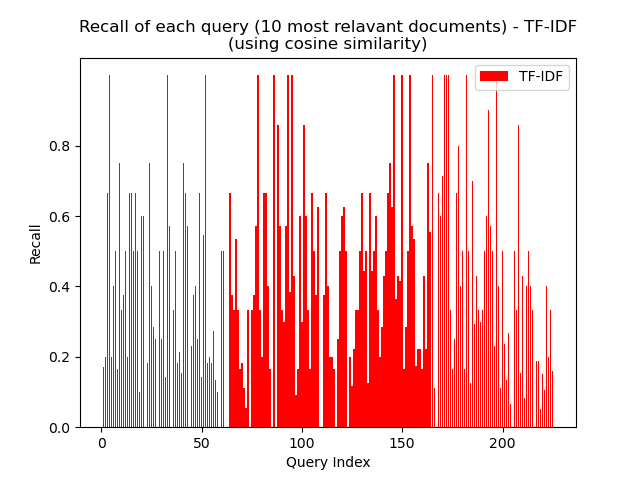 Recall of each query (10 most relavant documents) - TF-IDF
(using cosine similarity)
TF-IDF
0.8
0.6
0.4
0.2
0.0
Recall
0 50 100 150 200
Query Index